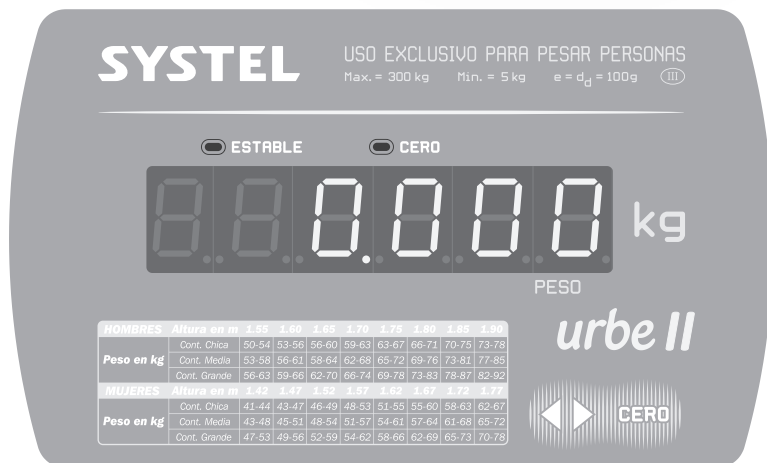 SYSTEL
USO EXCLUSIVO PARA PESAR PERSONAS
Max. = 300 kg Min. = 5 kg e = dd = 100g III
ESTABLE CERO
0.000 kg
PESO
urbe II
HOMBRES Altura en m 1.55 1.60 1.65 1.70 1.75 1.80 1.85 1.90
Peso en kg
Cont. Chica 50-54 53-56 56-60 59-63 63-67 66-71 70-75 73-78
Cont. Media 53-58 56-61 58-64 62-68 65-72 69-76 73-81 77-85
Cont. Grande 56-63 59-66 62-70 66-74 69-78 73-83 78-87 82-92
MUJERES Altura en m 1.42 1.47 1.52 1.57 1.62 1.67 1.72 1.77
Peso en kg
Cont. Chica 41-44 43-47 46-49 48-53 51-55 55-60 58-63 62-67
Cont. Media 43-48 45-51 48-54 51-57 54-61 57-64 61-68 65-72
Cont. Grande 47-53 49-56 52-59 54-62 58-66 62-69 65-73 70-78
CERO